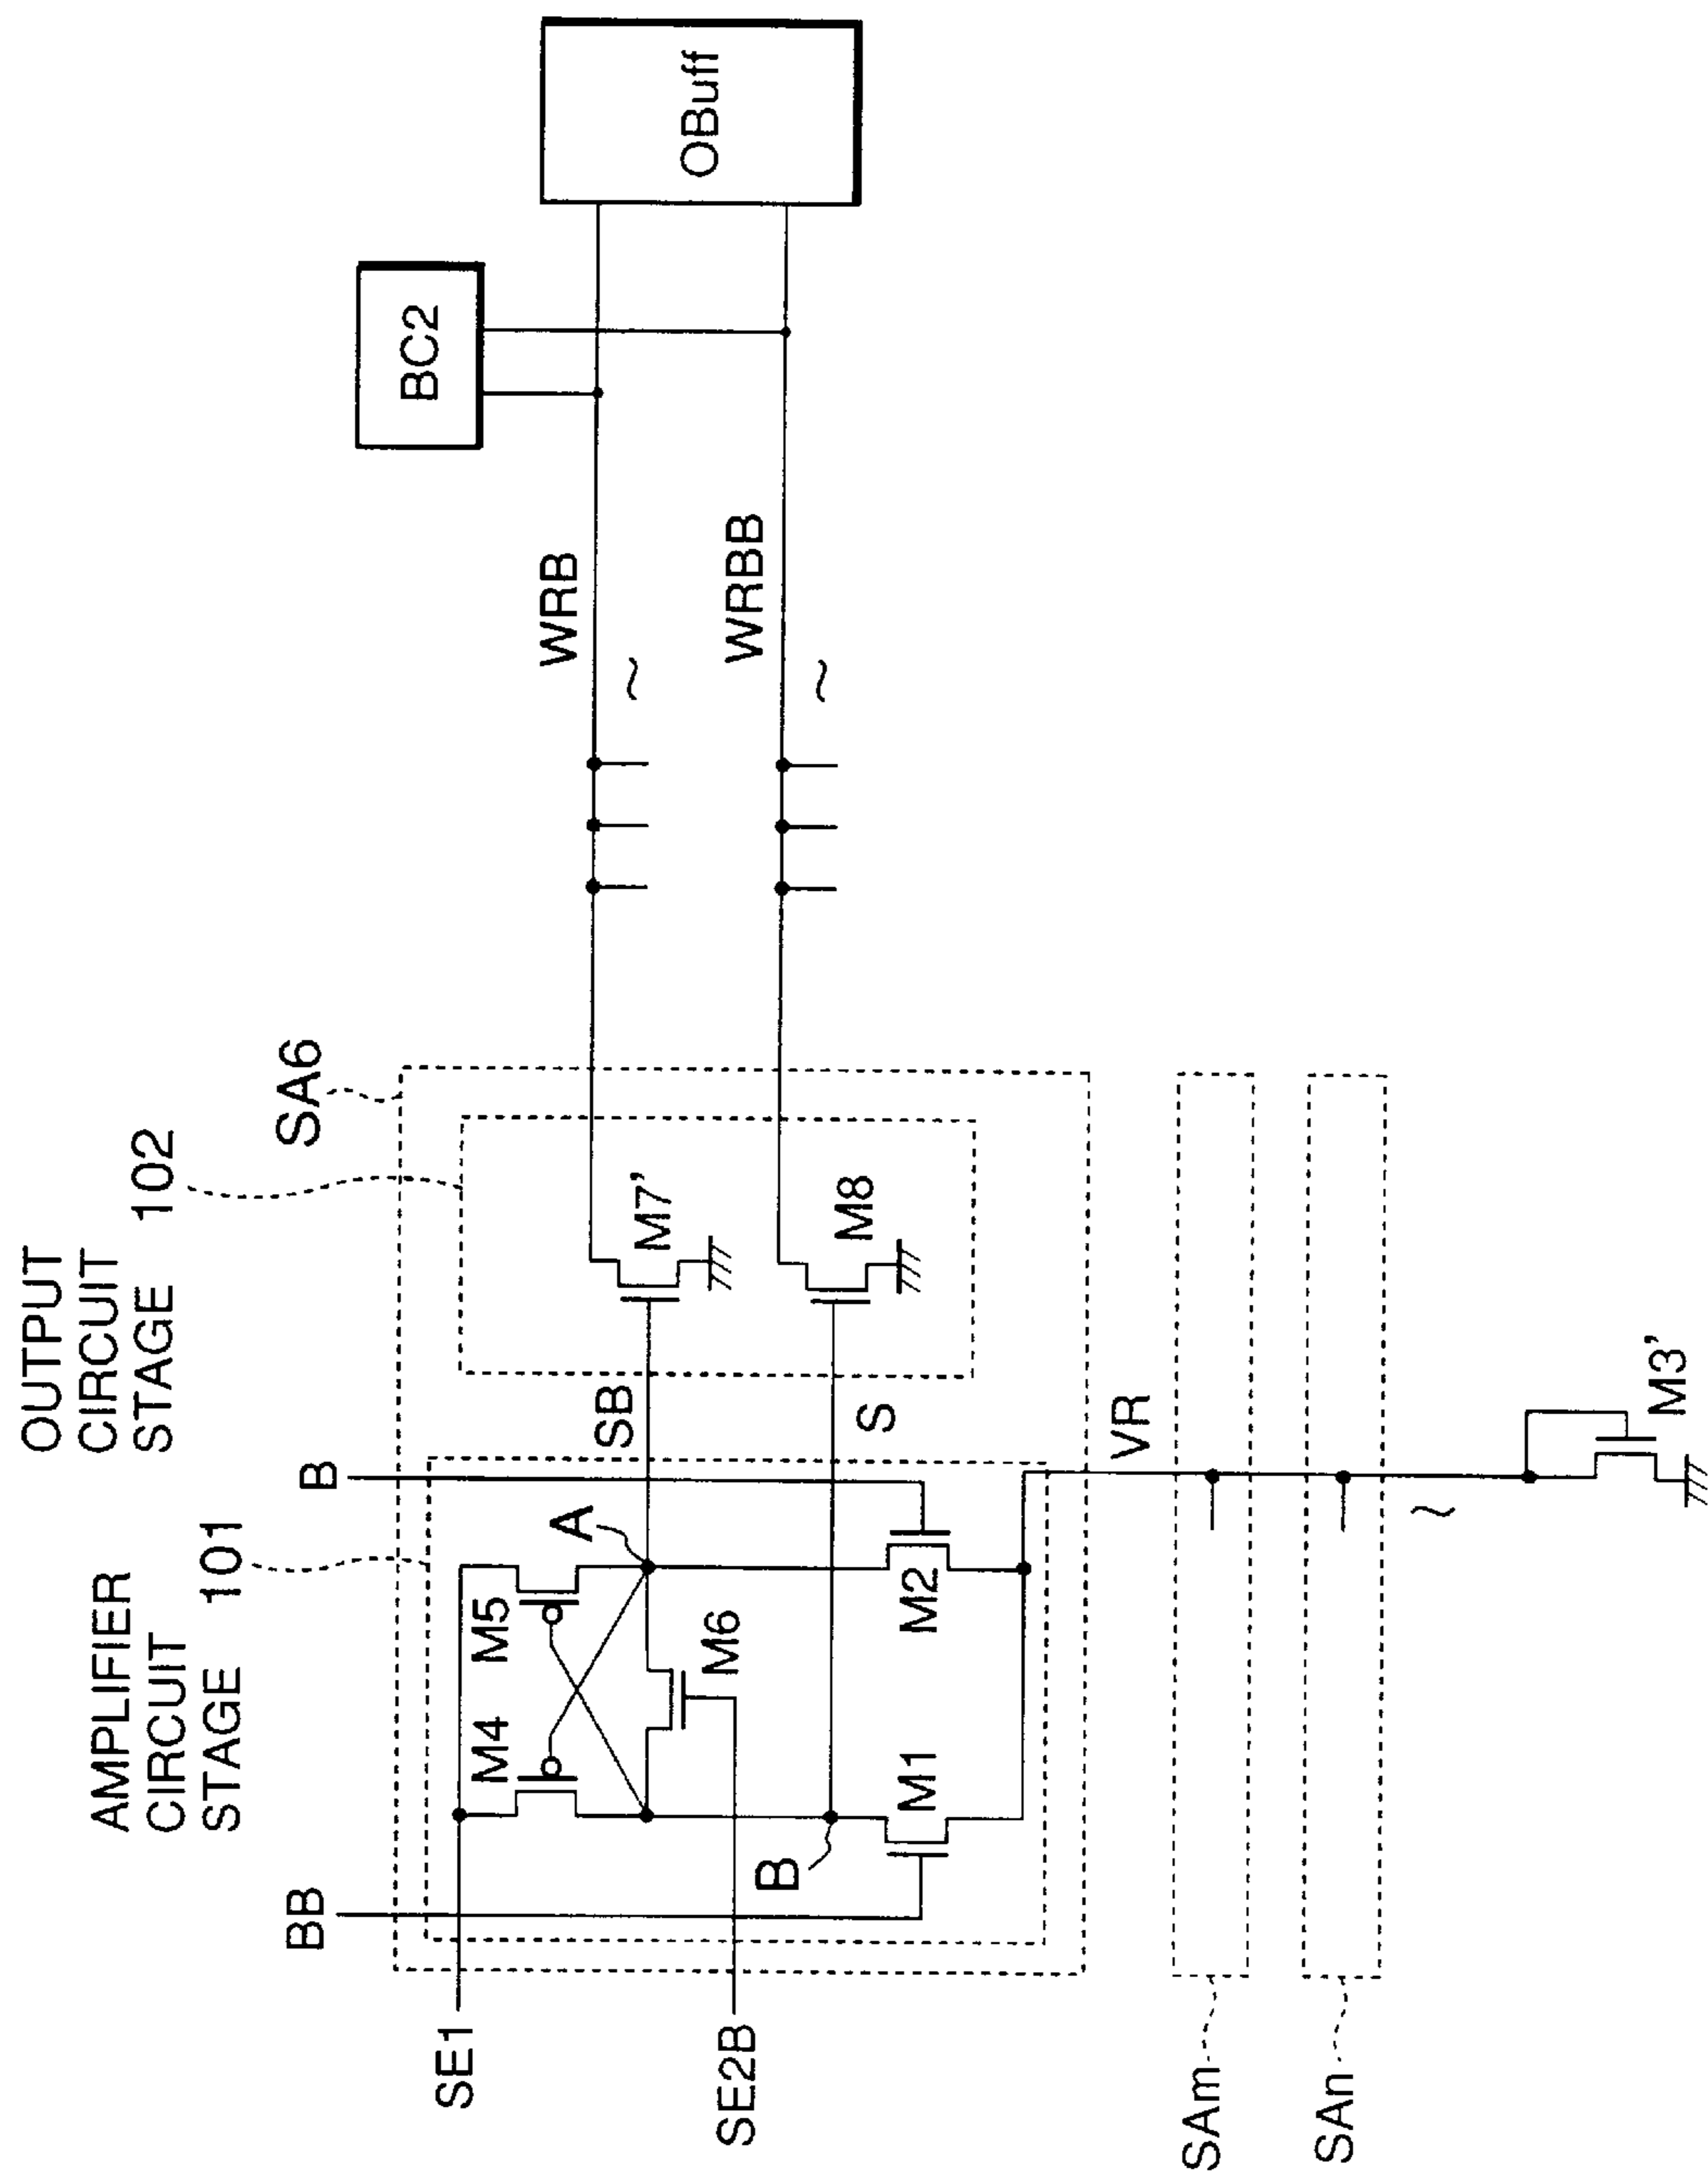 AMPLIFIER
CIRCUIT
STAGE 101
OUTPUT
CIRCUIT
STAGE 102
SA6
BB
B
SE1
M4
M5
A
SB
M7'
WRB
BC2
OBuff
M6
SE2B
B
S
M8
WRBB
M1
M2
VR
SAm
SAn
M3'